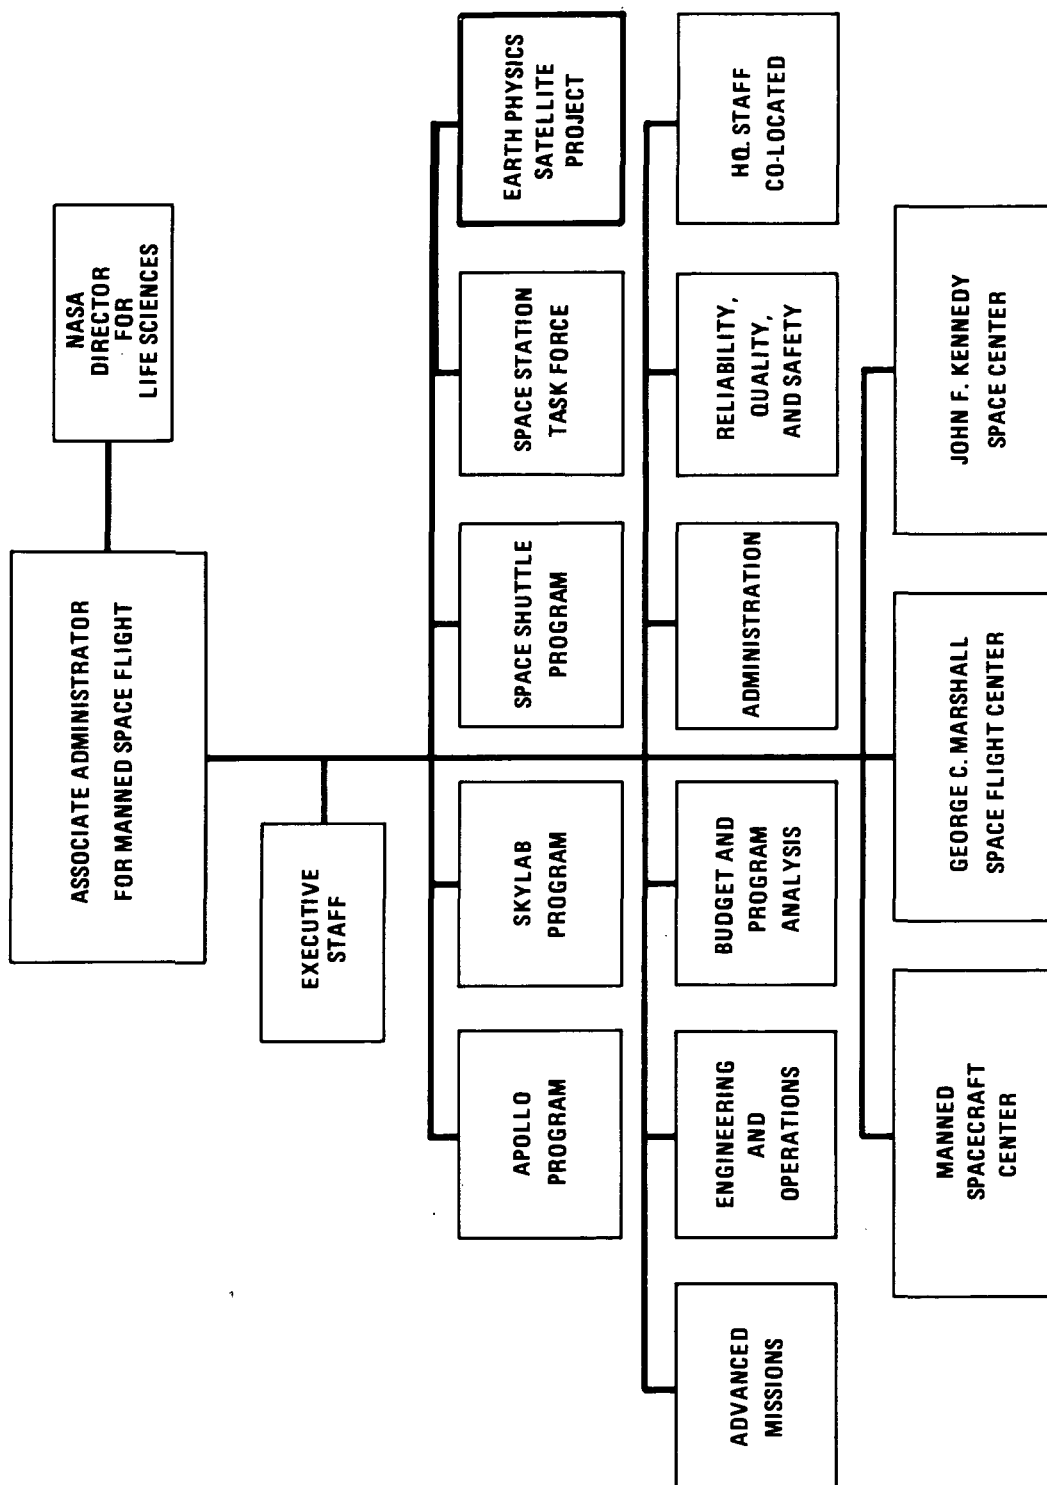 NASA
DIRECTOR
FOR
LIFE SCIENCES
ASSOCIATE ADMINISTRATOR
FOR MANNED SPACE FLIGHT
EXECUTIVE
STAFF
APOLLO
PROGRAM
SKYLAB
PROGRAM
SPACE SHUTTLE
PROGRAM
SPACE STATION
TASK FORCE
EARTH PHYSICS
SATELLITE
PROJECT
ADVANCED
MISSIONS
ENGINEERING
AND
OPERATIONS
BUDGET AND
PROGRAM
ANALYSIS
ADMINISTRATION
RELIABILITY,
QUALITY,
AND SAFETY
HQ. STAFF
CO-LOCATED
MANNED
SPACECRAFT
CENTER
GEORGE C. MARSHALL
SPACE FLIGHT CENTER
JOHN F. KENNEDY
SPACE CENTER